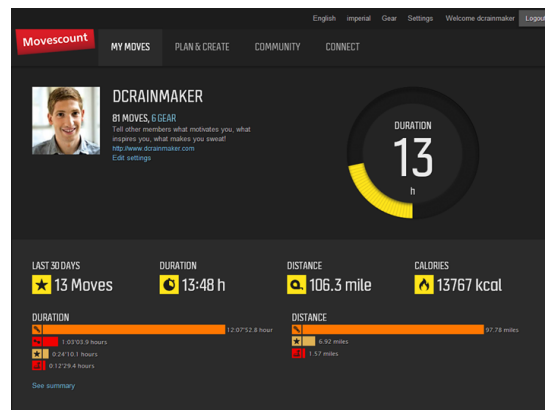 English imperial Gear Settings Welcome dcrainmaker Logout
Movescount
MY MOVES PLAN & CREATE COMMUNITY CONNECT
DCRAINMAKER
81 MOVES, 6 GEAR
Tell other members what motivates you, what
inspires you, what makes you sweat!
http://www.dcrainmaker.com
Edit settings
DURATION
13
h
LAST 30 DAYS
13 Moves
DURATION
13:48 h
DISTANCE
106.3 mile
CALORIES
13767 kcal
DURATION
12:07'52.8 hour
1:03'03.9 hours
0:24'10.1 hours
0:12'29.4 hours
DISTANCE
97.78 miles
6.92 miles
1.57 miles
See summary